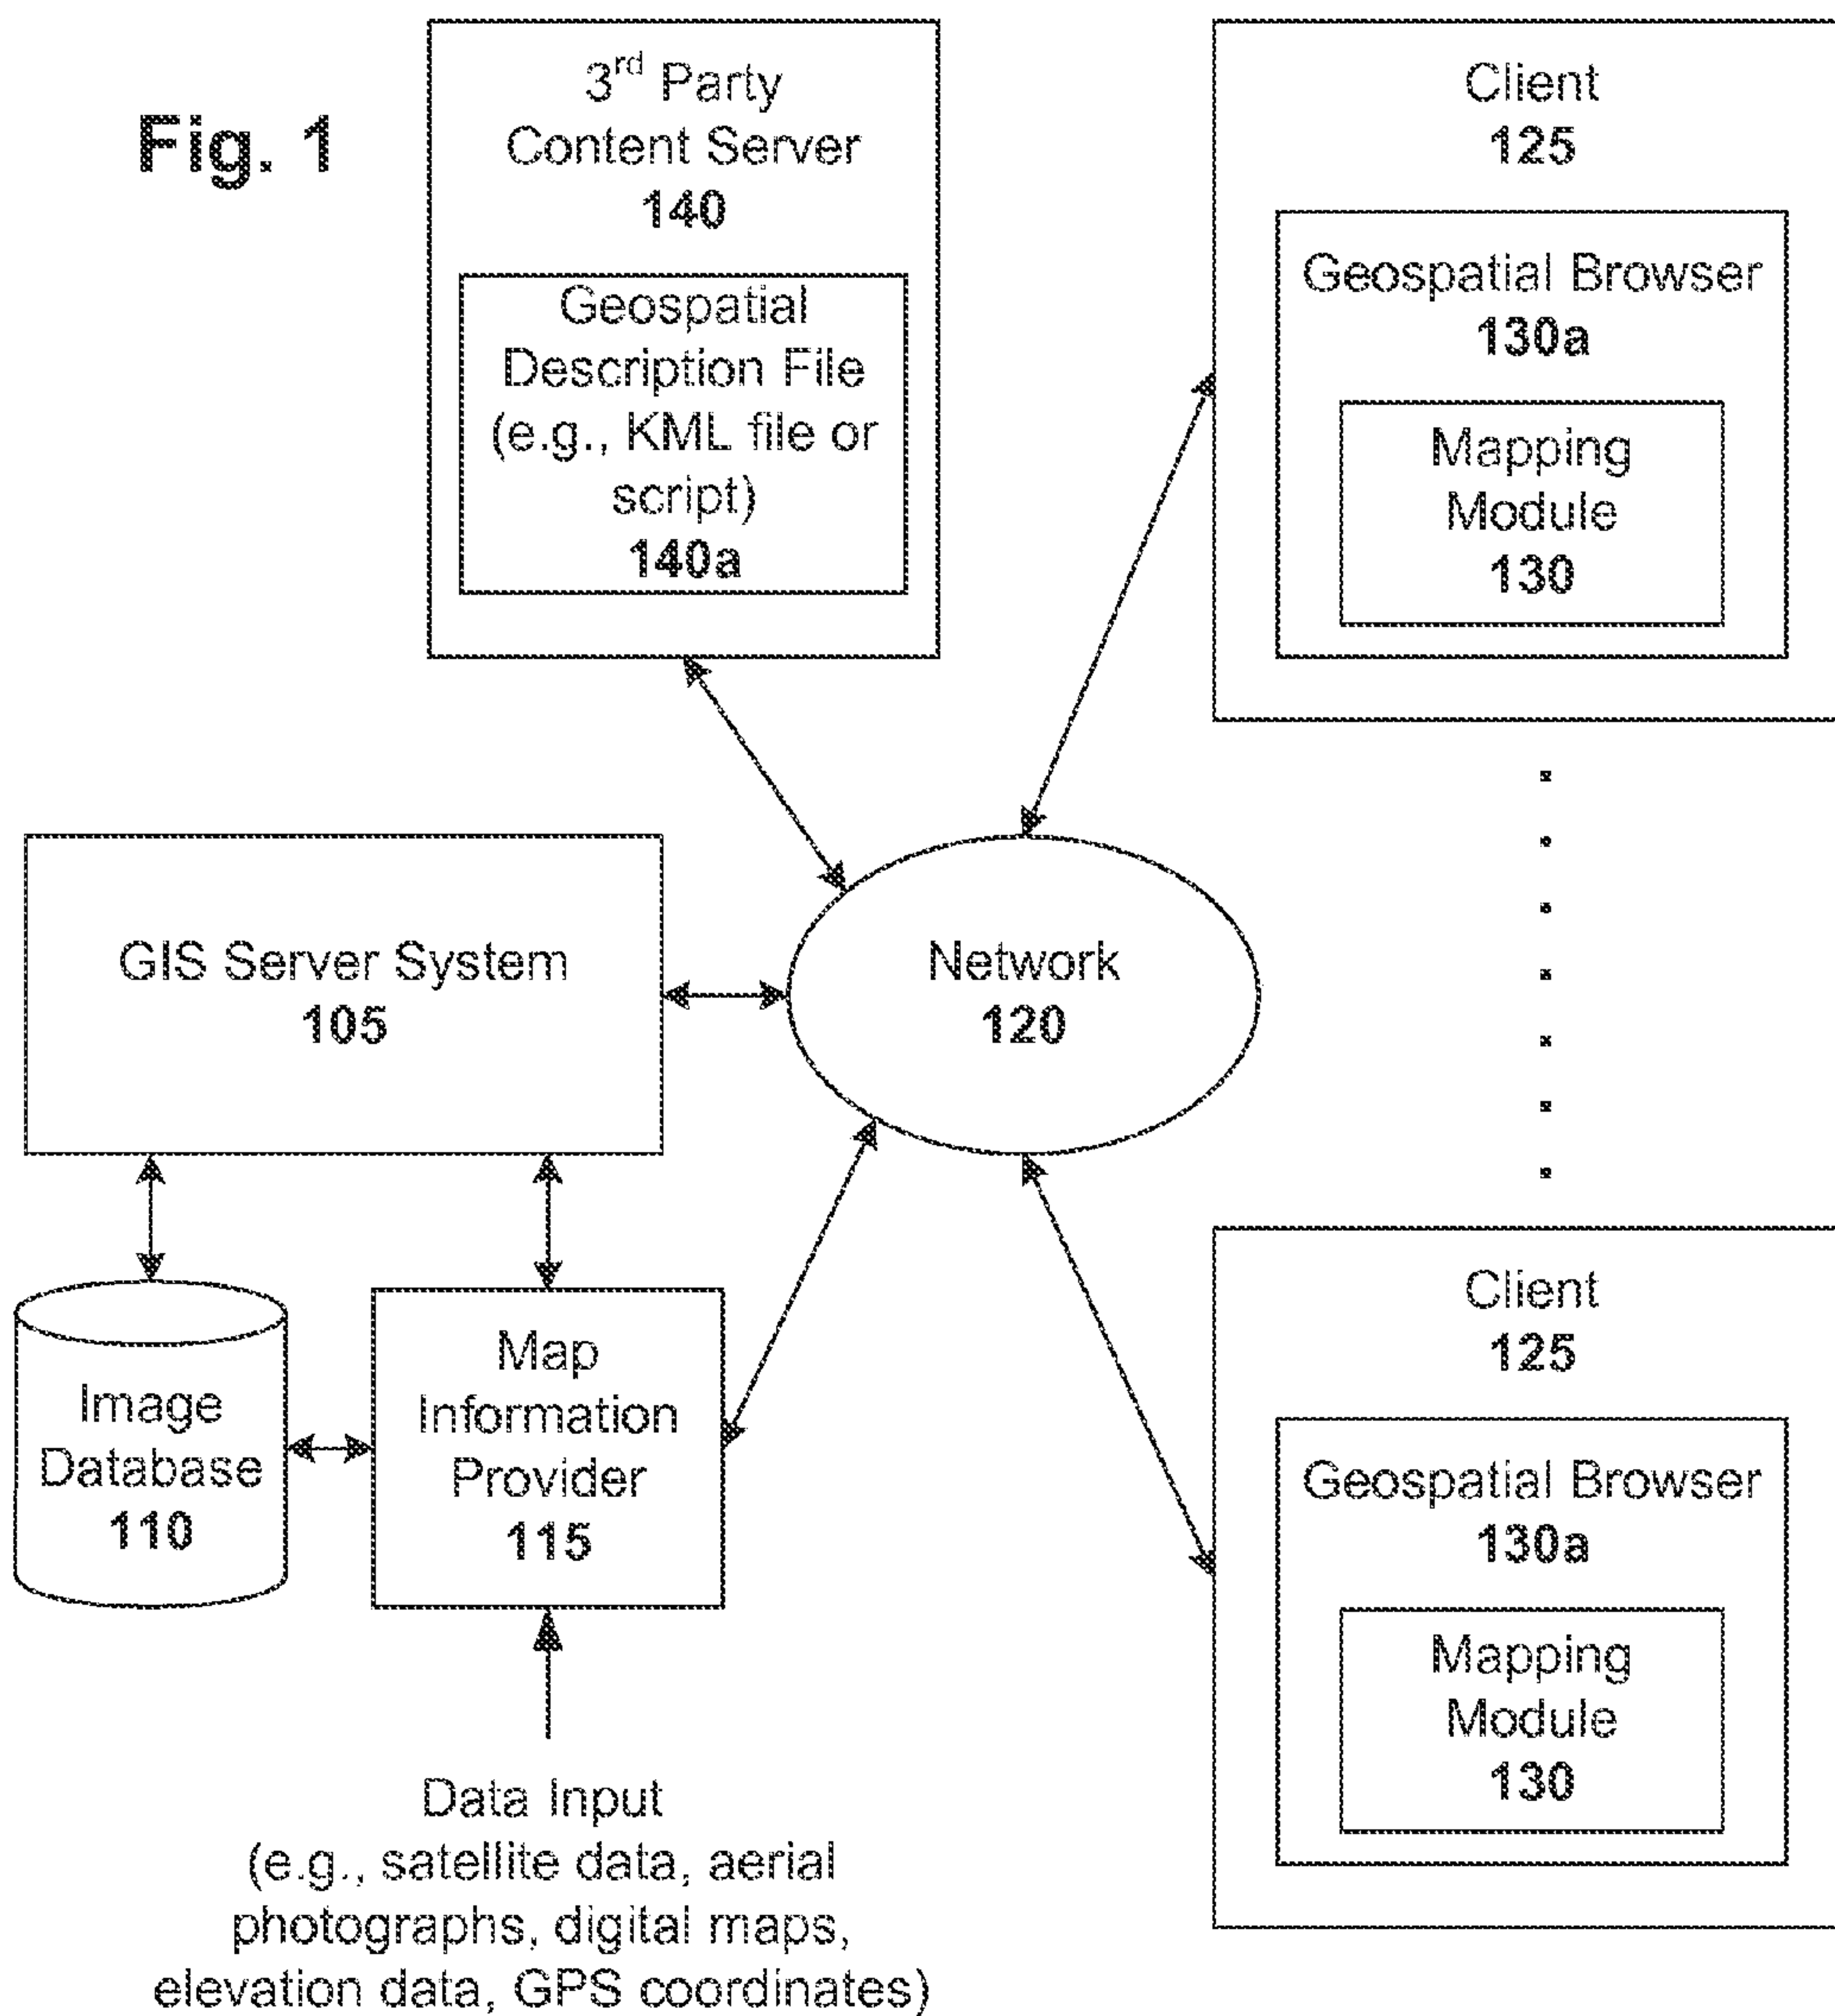 Fig. 1
3rd Party
Content Server
140
Geospatial
Description File
(e.g., KML file or
script)
140a
Client
125
Geospatial Browser
130a
Mapping
Module
130
GIS Server System
105
Network
120
Image
Database
110
Map
Information
Provider
115
Client
125
Geospatial Browser
130a
Mapping
Module
130
Data Input
(e.g., satellite data, aerial
photographs, digital maps,
elevation data, GPS coordinates)